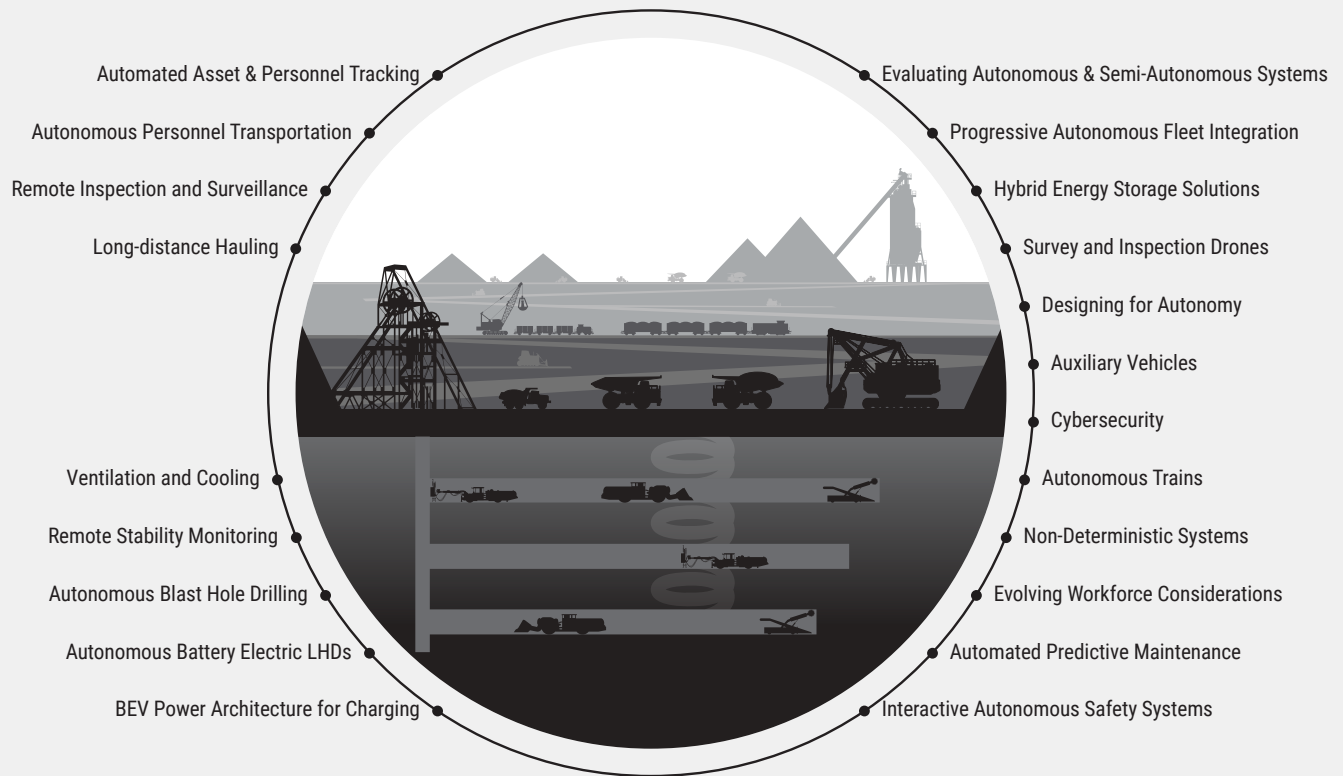 Automated Asset & Personnel Tracking
Autonomous Personnel Transportation
Remote Inspection and Surveillance
Long-distance Hauling
Ventilation and Cooling
Remote Stability Monitoring
Autonomous Blast Hole Drilling
Autonomous Battery Electric LHDs
BEV Power Architecture for Charging
Evaluating Autonomous & Semi-Autonomous Systems
Progressive Autonomous Fleet Integration
Hybrid Energy Storage Solutions
Survey and Inspection Drones
Designing for Autonomy
Auxiliary Vehicles
Cybersecurity
Autonomous Trains
Non-Deterministic Systems
Evolving Workforce Considerations
Automated Predictive Maintenance
Interactive Autonomous Safety Systems